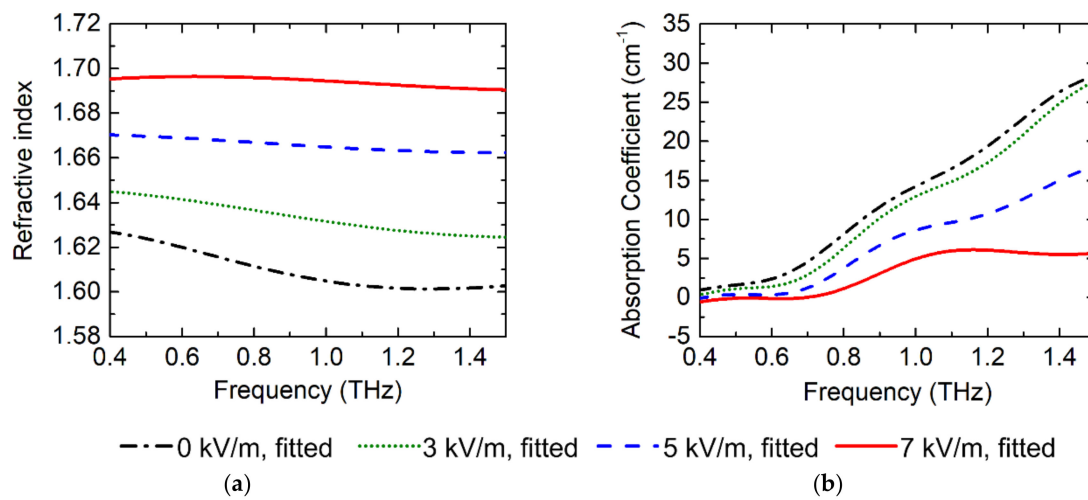 Refractive index
1.72
1.70
1.68
1.66
1.64
1.62
1.60
1.58
0.4 0.6 0.8 1.0 1.2 1.4
Frequency (THz)
Absorption Coefficient (cm⁻¹)
35
30
25
20
15
10
5
0
-5
0.4 0.6 0.8 1.0 1.2 1.4
Frequency (THz)
0 kV/m, fitted 3 kV/m, fitted 5 kV/m, fitted 7 kV/m, fitted
(a) (b)